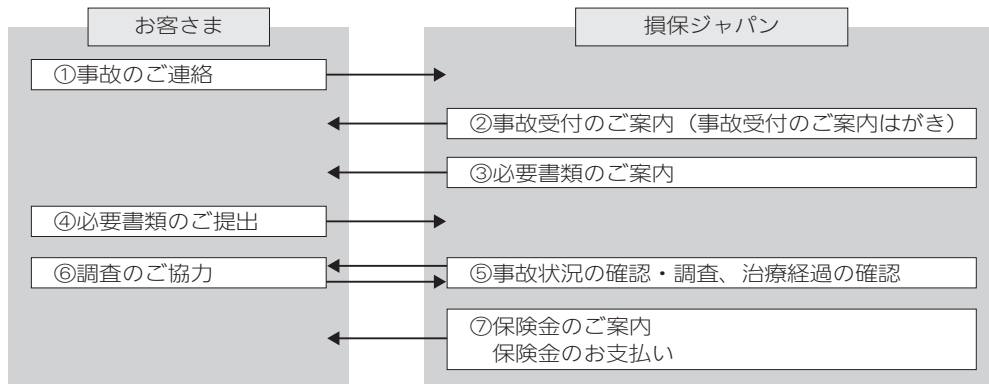 お客さま
損保ジャパン
①事故のご連絡
②事故受付のご案内（事故受付のご案内はがき）
③必要書類のご案内
④必要書類のご提出
⑥調査のご協力
⑤事故状況の確認・調査、治療経過の確認
⑦保険金のご案内
保険金のお支払い